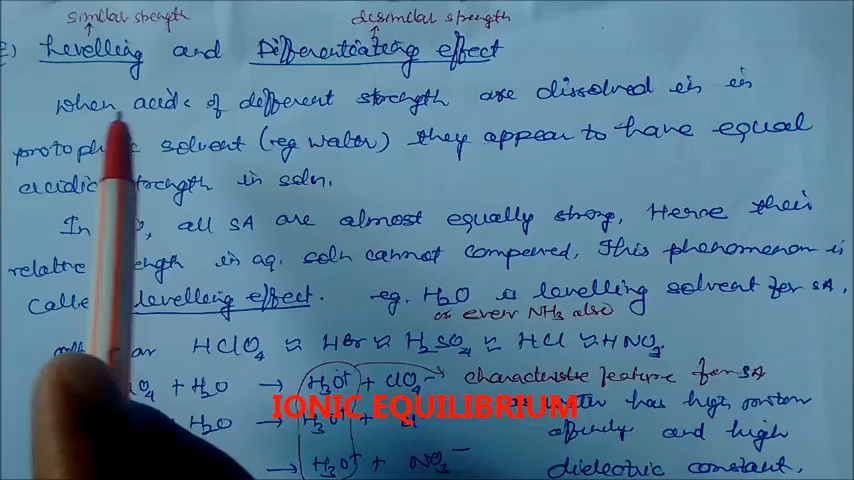 similar strength desimilar strength
Levelling and Differentiating effect
when acids of different strength are dissolved in in
solvent (eg water) they appear to have equal
acidic strength in soln.
In all SA are almost equally strong, Hence their
in aq. soln cannot compered, This phenomenon is
levelling effect. eg. H₂O is levelling solvent for SA,
or even NH₃ also
HClO₄ ≈ HBr ≈ H₂SO₄ ≈ HCl ≈ HNO₃
+ H₂O → H₃O⁺ + ClO₄⁻ characteristic feature for SA
IONIC EQUILIBRIUM
water has high proton
H₂O → H₃O⁺ +
affinity and high
→ H₃O⁺ + NO₃⁻ dielectric constant.